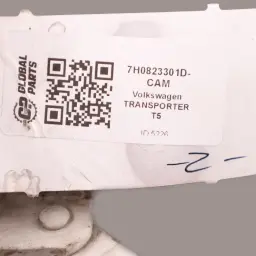 GLOBAL
PARTS
7H0823301D-
CAM
Volkswagen
TRANSPORTER
T5
-2-